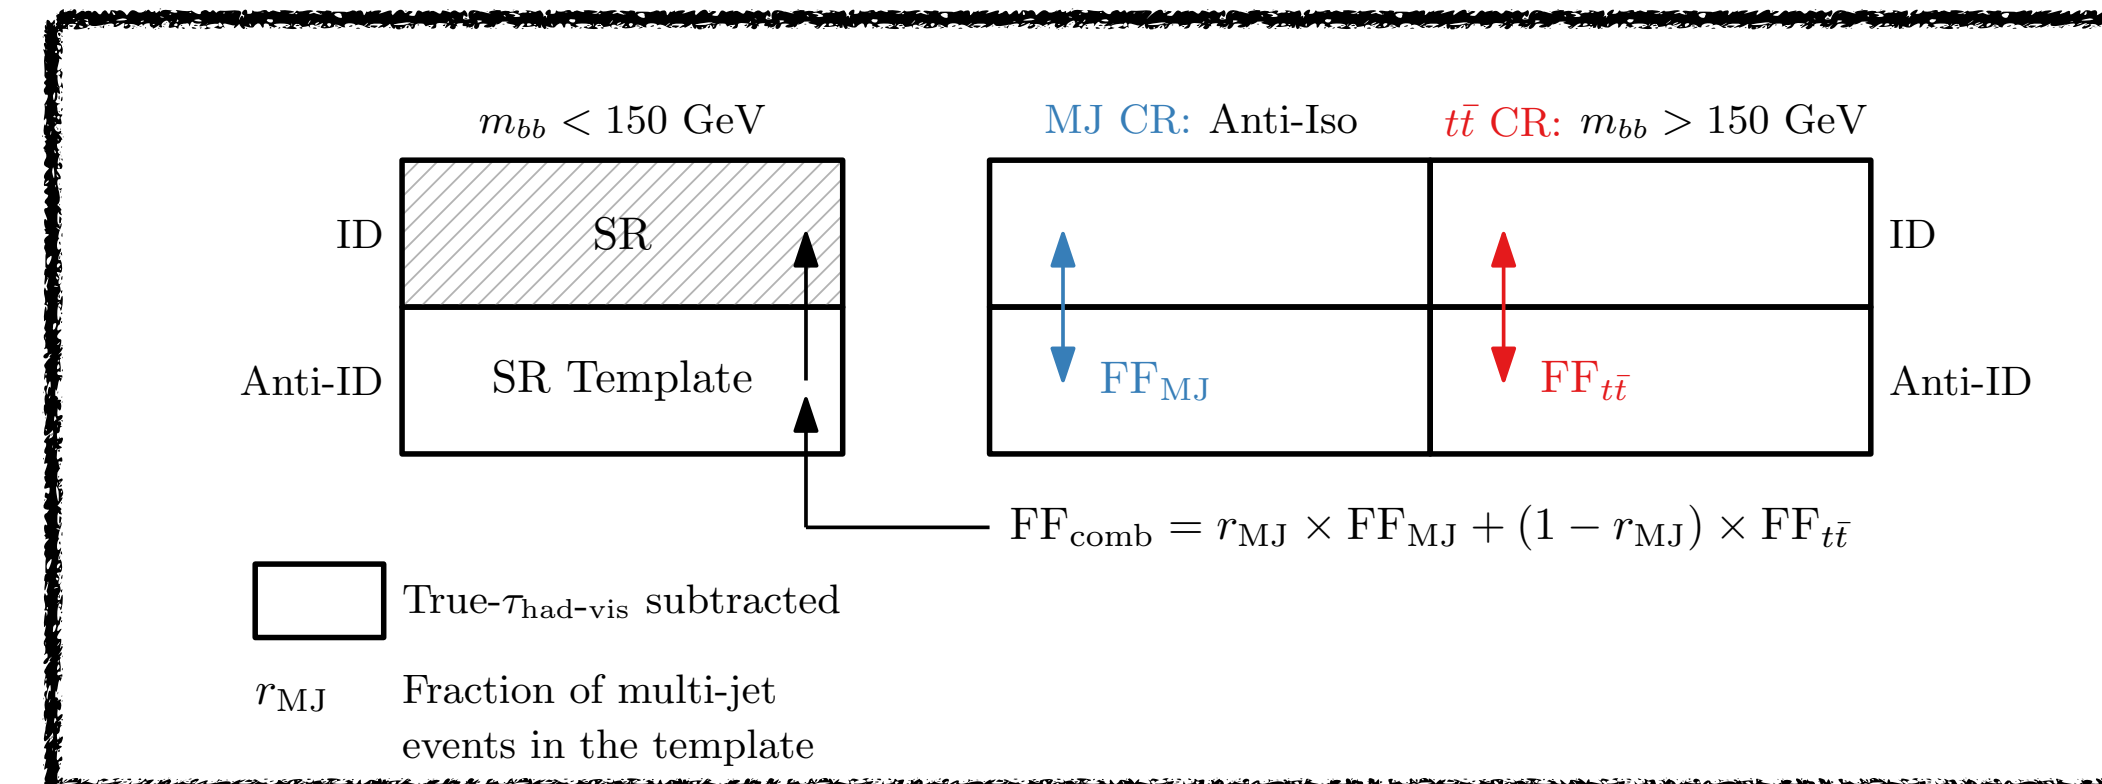 m_bb < 150 GeV
MJ CR: Anti-Iso
tt̄ CR: m_bb > 150 GeV
ID
SR
ID
Anti-ID
SR Template
FF_MJ
FF_tt̄
Anti-ID
FF_comb = r_MJ × FF_MJ + (1 − r_MJ) × FF_tt̄
True-τ_had-vis subtracted
r_MJ Fraction of multi-jet
events in the template